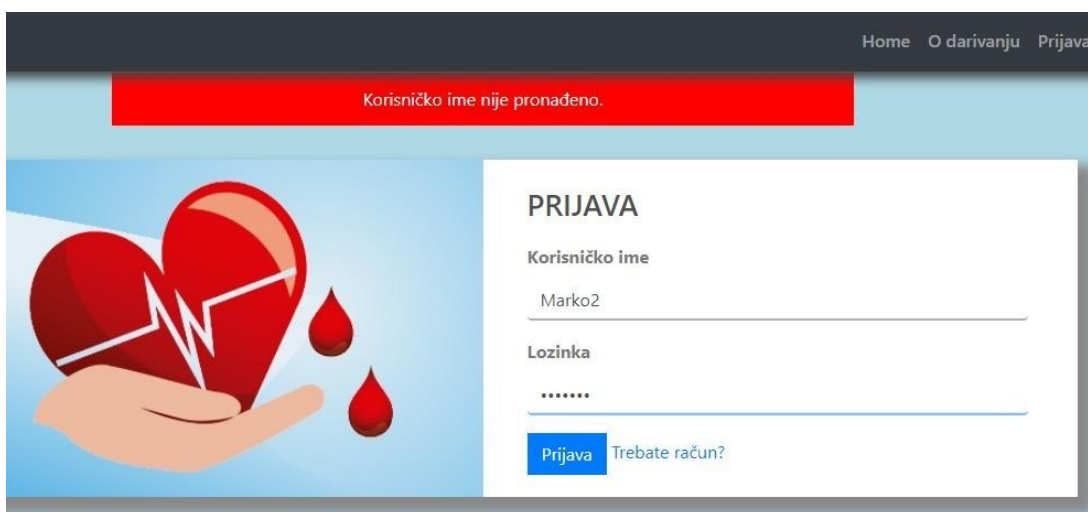 Home O darivanju Prijava
Korisničko ime nije pronađeno.
PRIJAVA
Korisničko ime
Marko2
Lozinka
•••••••
Prijava Trebate račun?